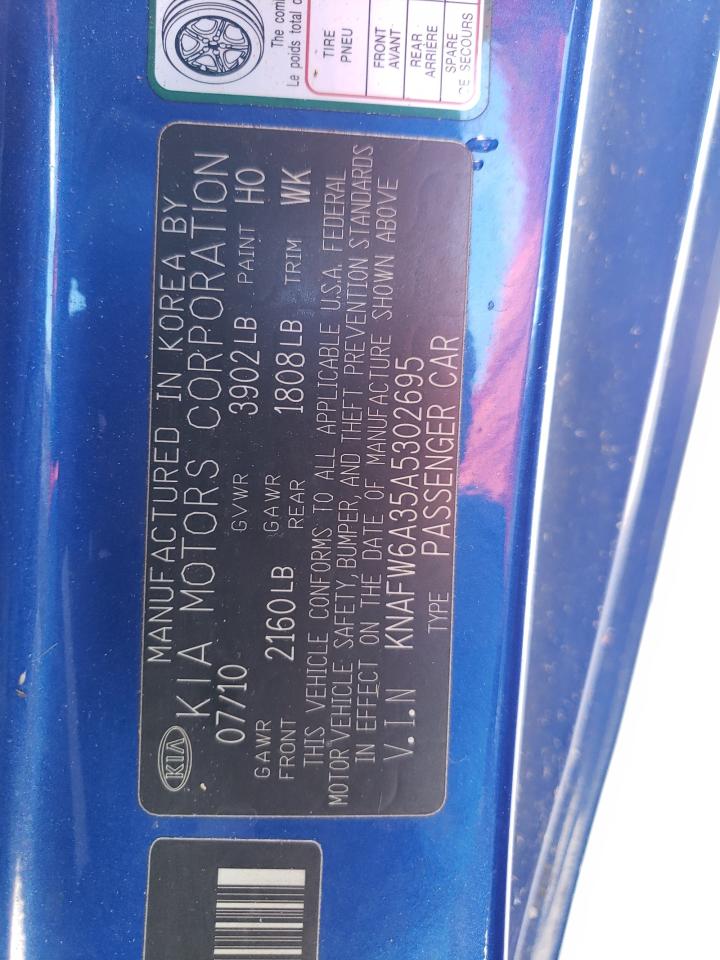 KIA
MANUFACTURED IN KOREA BY
KIA MOTORS CORPORATION
07/10 GVWR 3902LB PAINT HO
GAWR FRONT 2160LB GAWR REAR 1808LB TRIM WK
THIS VEHICLE CONFORMS TO ALL APPLICABLE U.S.A. FEDERAL
MOTOR VEHICLE SAFETY, BUMPER, AND THEFT PREVENTION STANDARDS
IN EFFECT ON THE DATE OF MANUFACTURE SHOWN ABOVE
V.I.N KNAFW6A35A5302695
TYPE PASSENGER CAR
The com
Le poids total d
TIRE
PNEU
FRONT
AVANT
REAR
ARRIÈRE
SPARE
DE SECOURS